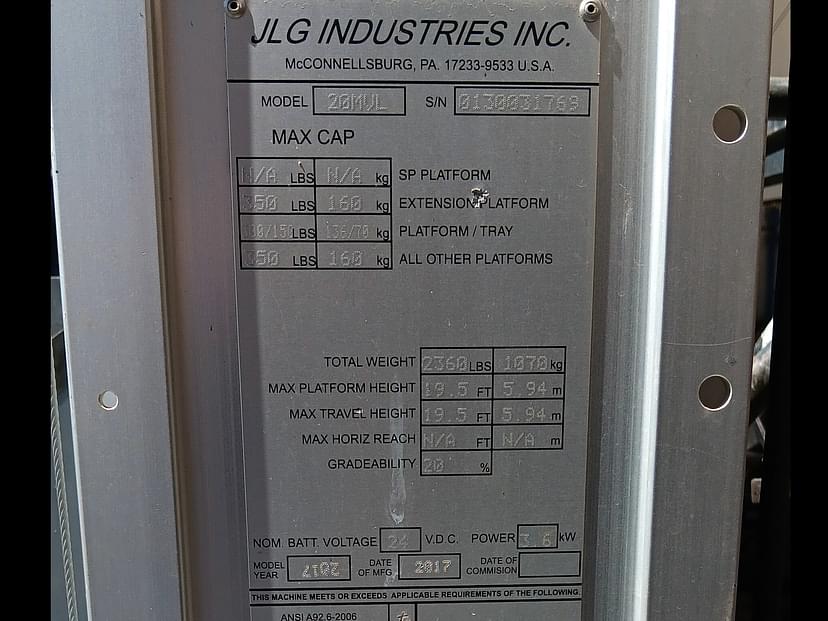 JLG INDUSTRIES INC.
McCONNELLSBURG, PA. 17233-9533 U.S.A.
MODEL 20MVL S/N 0130031769
MAX CAP
N/A LBS N/A kg SP PLATFORM
350 LBS 160 kg EXTENSION PLATFORM
LBS 136/70 kg PLATFORM / TRAY
350 LBS 160 kg ALL OTHER PLATFORMS
TOTAL WEIGHT 2360 LBS 1070 kg
MAX PLATFORM HEIGHT 19.5 FT 5.94 m
MAX TRAVEL HEIGHT 19.5 FT 5.94 m
MAX HORIZ REACH N/A FT N/A m
GRADEABILITY 20 %
NOM. BATT. VOLTAGE 24 V.D.C. POWER 3.6 kW
MODEL YEAR 2017 DATE OF MFG. 2017 DATE OF COMMISION
THIS MACHINE MEETS OR EXCEEDS APPLICABLE REQUIREMENTS OF THE FOLLOWING.
ANSI A92.6-2006